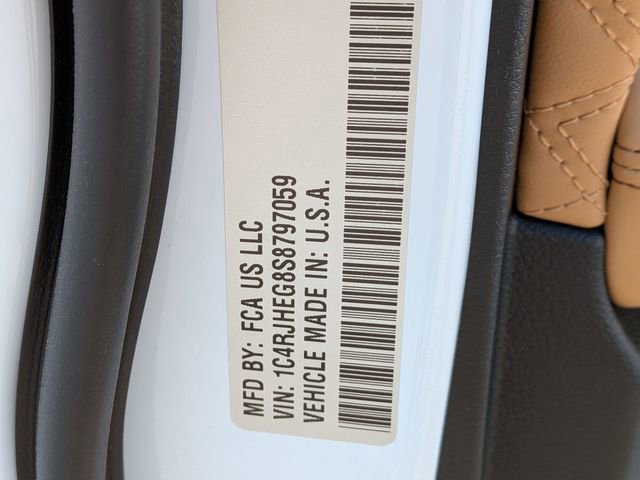 MFD BY: FCA US LLC
VIN: 1C4RJHEG8S8797059
VEHICLE MADE IN: U.S.A.